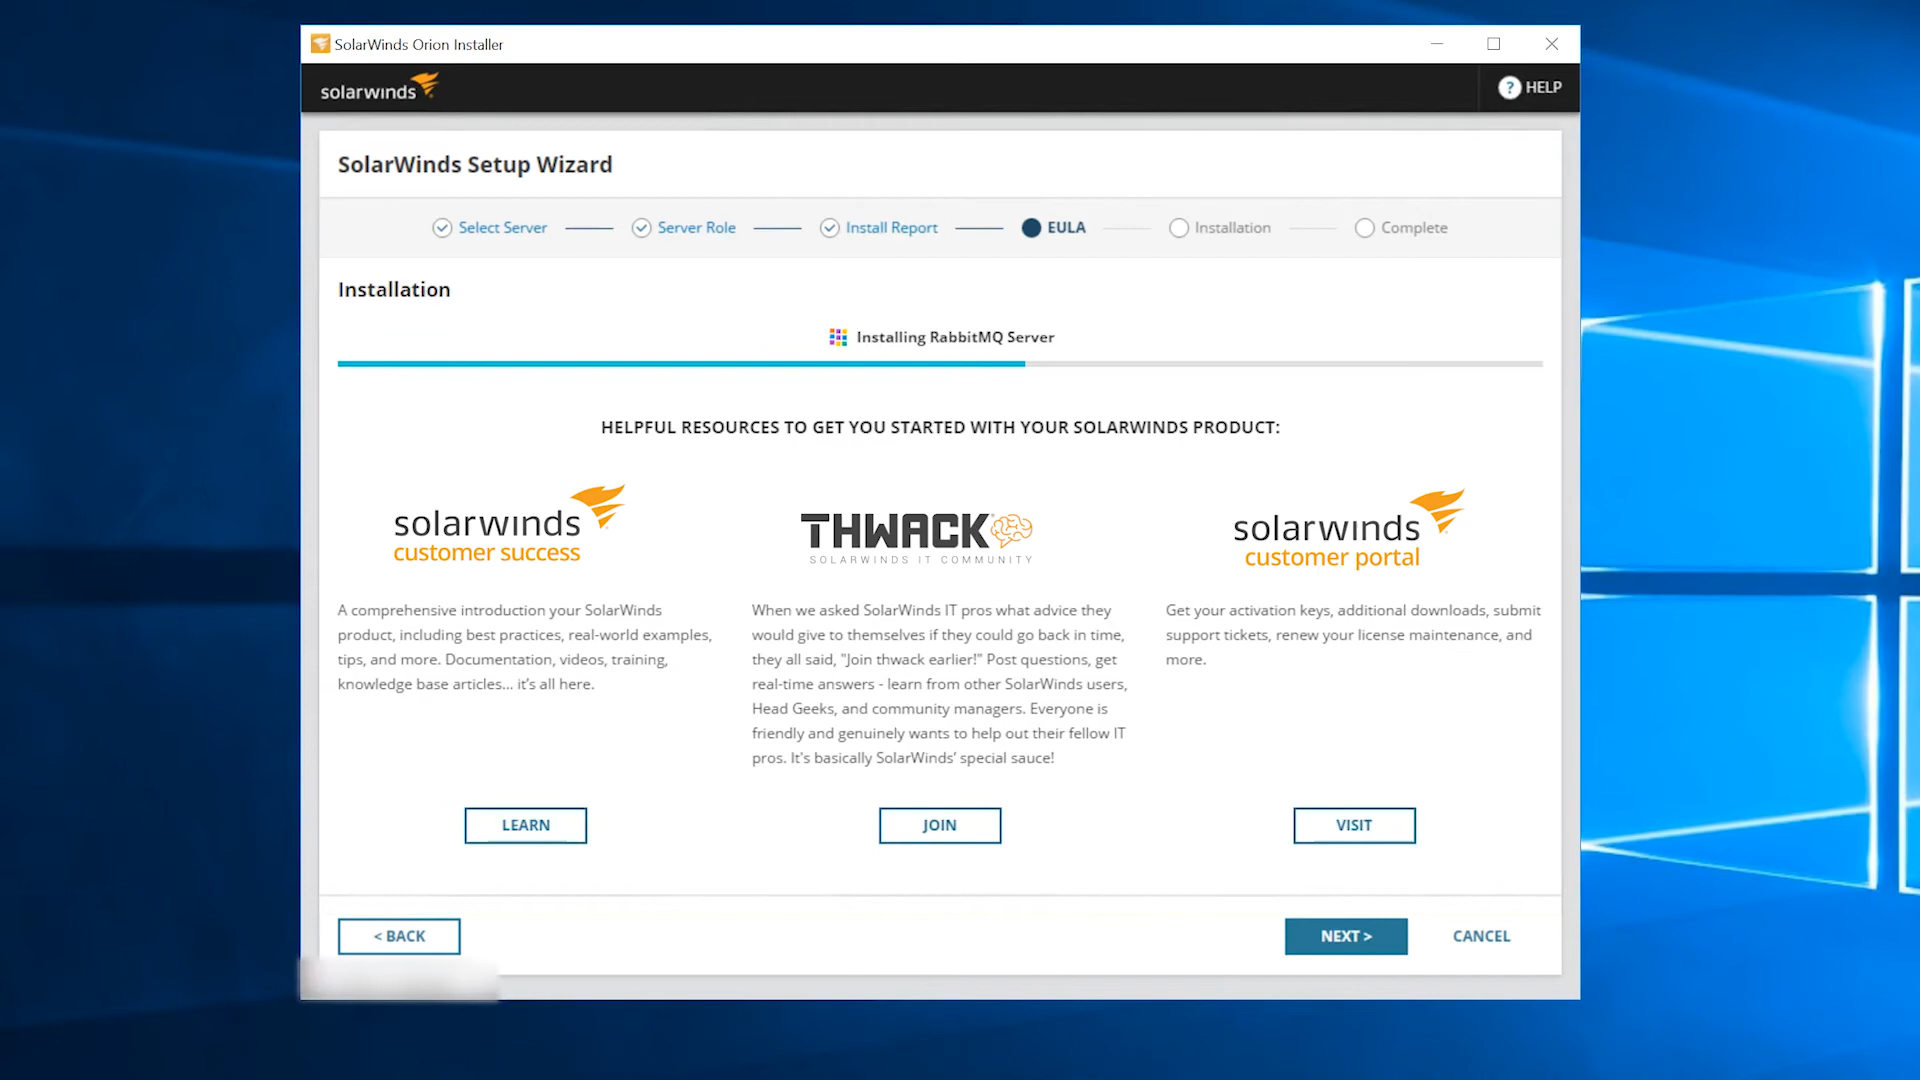 SolarWinds Orion Installer
solarwinds
? HELP
SolarWinds Setup Wizard
Select Server
Server Role
Install Report
EULA
Installation
Complete
Installation
Installing RabbitMQ Server
HELPFUL RESOURCES TO GET YOU STARTED WITH YOUR SOLARWINDS PRODUCT:
solarwinds
customer success
A comprehensive introduction your SolarWinds
product, including best practices, real-world examples,
tips, and more. Documentation, videos, training,
knowledge base articles... it's all here.
LEARN
THWACK
SOLARWINDS IT COMMUNITY
When we asked SolarWinds IT pros what advice they
would give to themselves if they could go back in time,
they all said, "Join thwack earlier!" Post questions, get
real-time answers - learn from other SolarWinds users,
Head Geeks, and community managers. Everyone is
friendly and genuinely wants to help out their fellow IT
pros. It's basically SolarWinds' special sauce!
JOIN
solarwinds
customer portal
Get your activation keys, additional downloads, submit
support tickets, renew your license maintenance, and
more.
VISIT
< BACK
NEXT >
CANCEL